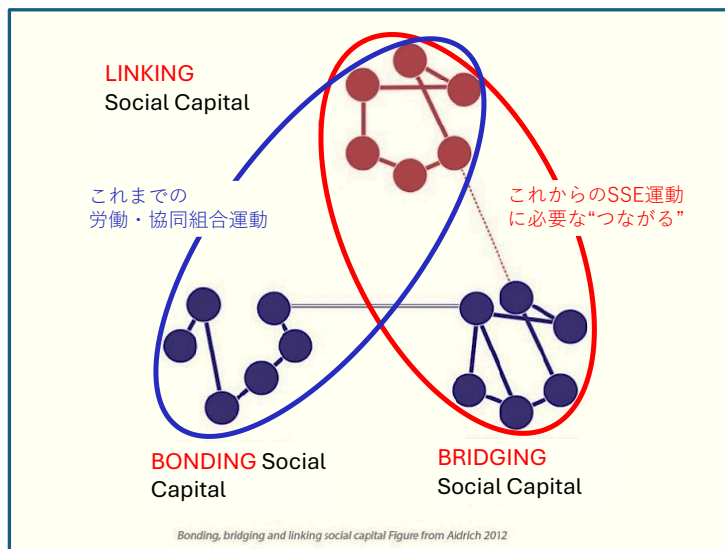 LINKING
Social Capital
これまでの
労働・協同組合運動
これからのSSE運動
に必要な“つながる”
BONDING Social
Capital
BRIDGING
Social Capital
Bonding, bridging and linking social capital Figure from Aldrich 2012